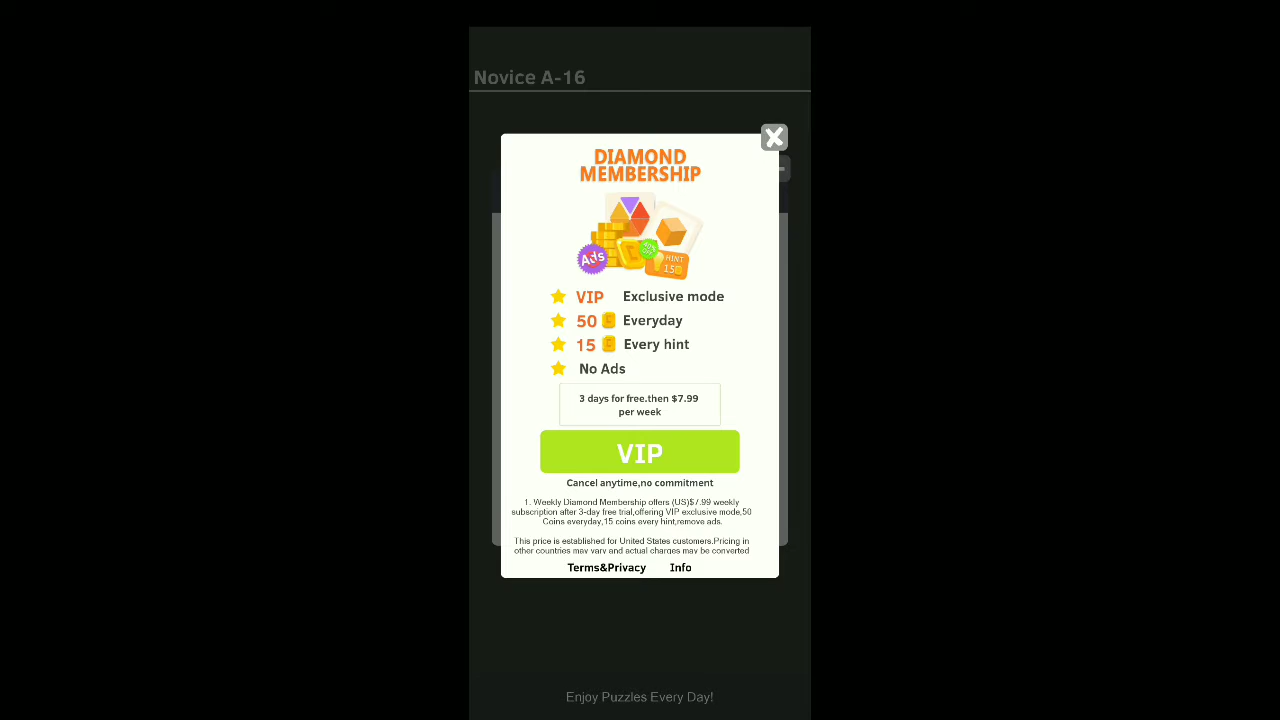 Novice A-16
DIAMOND
MEMBERSHIP
Ads
HINT
15
VIP Exclusive mode
50 Everyday
15 Every hint
No Ads
3 days for free.then $7.99
per week
VIP
Cancel anytime,no commitment
1. Weekly Diamond Membership offers (US)$7.99 weekly
subscription after 3-day free trial,offering VIP exclusive mode,50
Coins everyday,15 coins every hint,remove ads.
This price is established for United States customers.Pricing in
other countries may vary and actual charges may be converted
Terms&Privacy Info
Enjoy Puzzles Every Day!